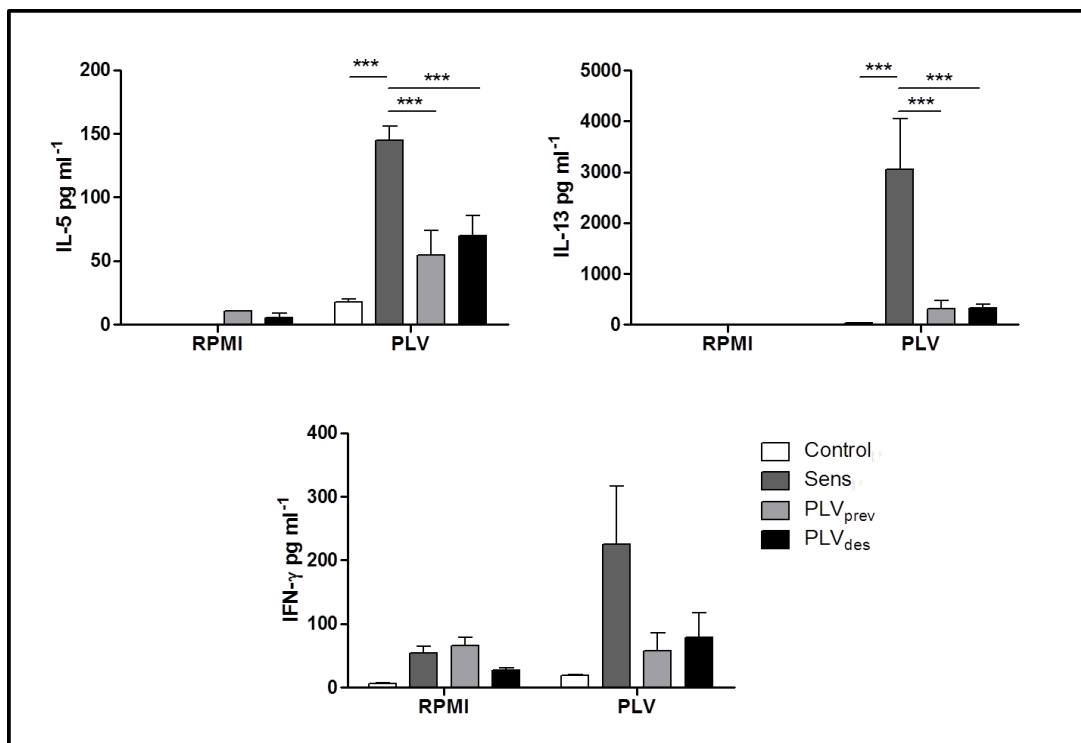 200
150
100
50
0
IL-5 pg ml⁻¹
***
***
***
RPMI
PLV
5000
4000
3000
2000
1000
0
IL-13 pg ml⁻¹
***
***
***
RPMI
PLV
400
300
200
100
0
IFN-γ pg ml⁻¹
RPMI
PLV
Control
Sens
PLVprev
PLVdes